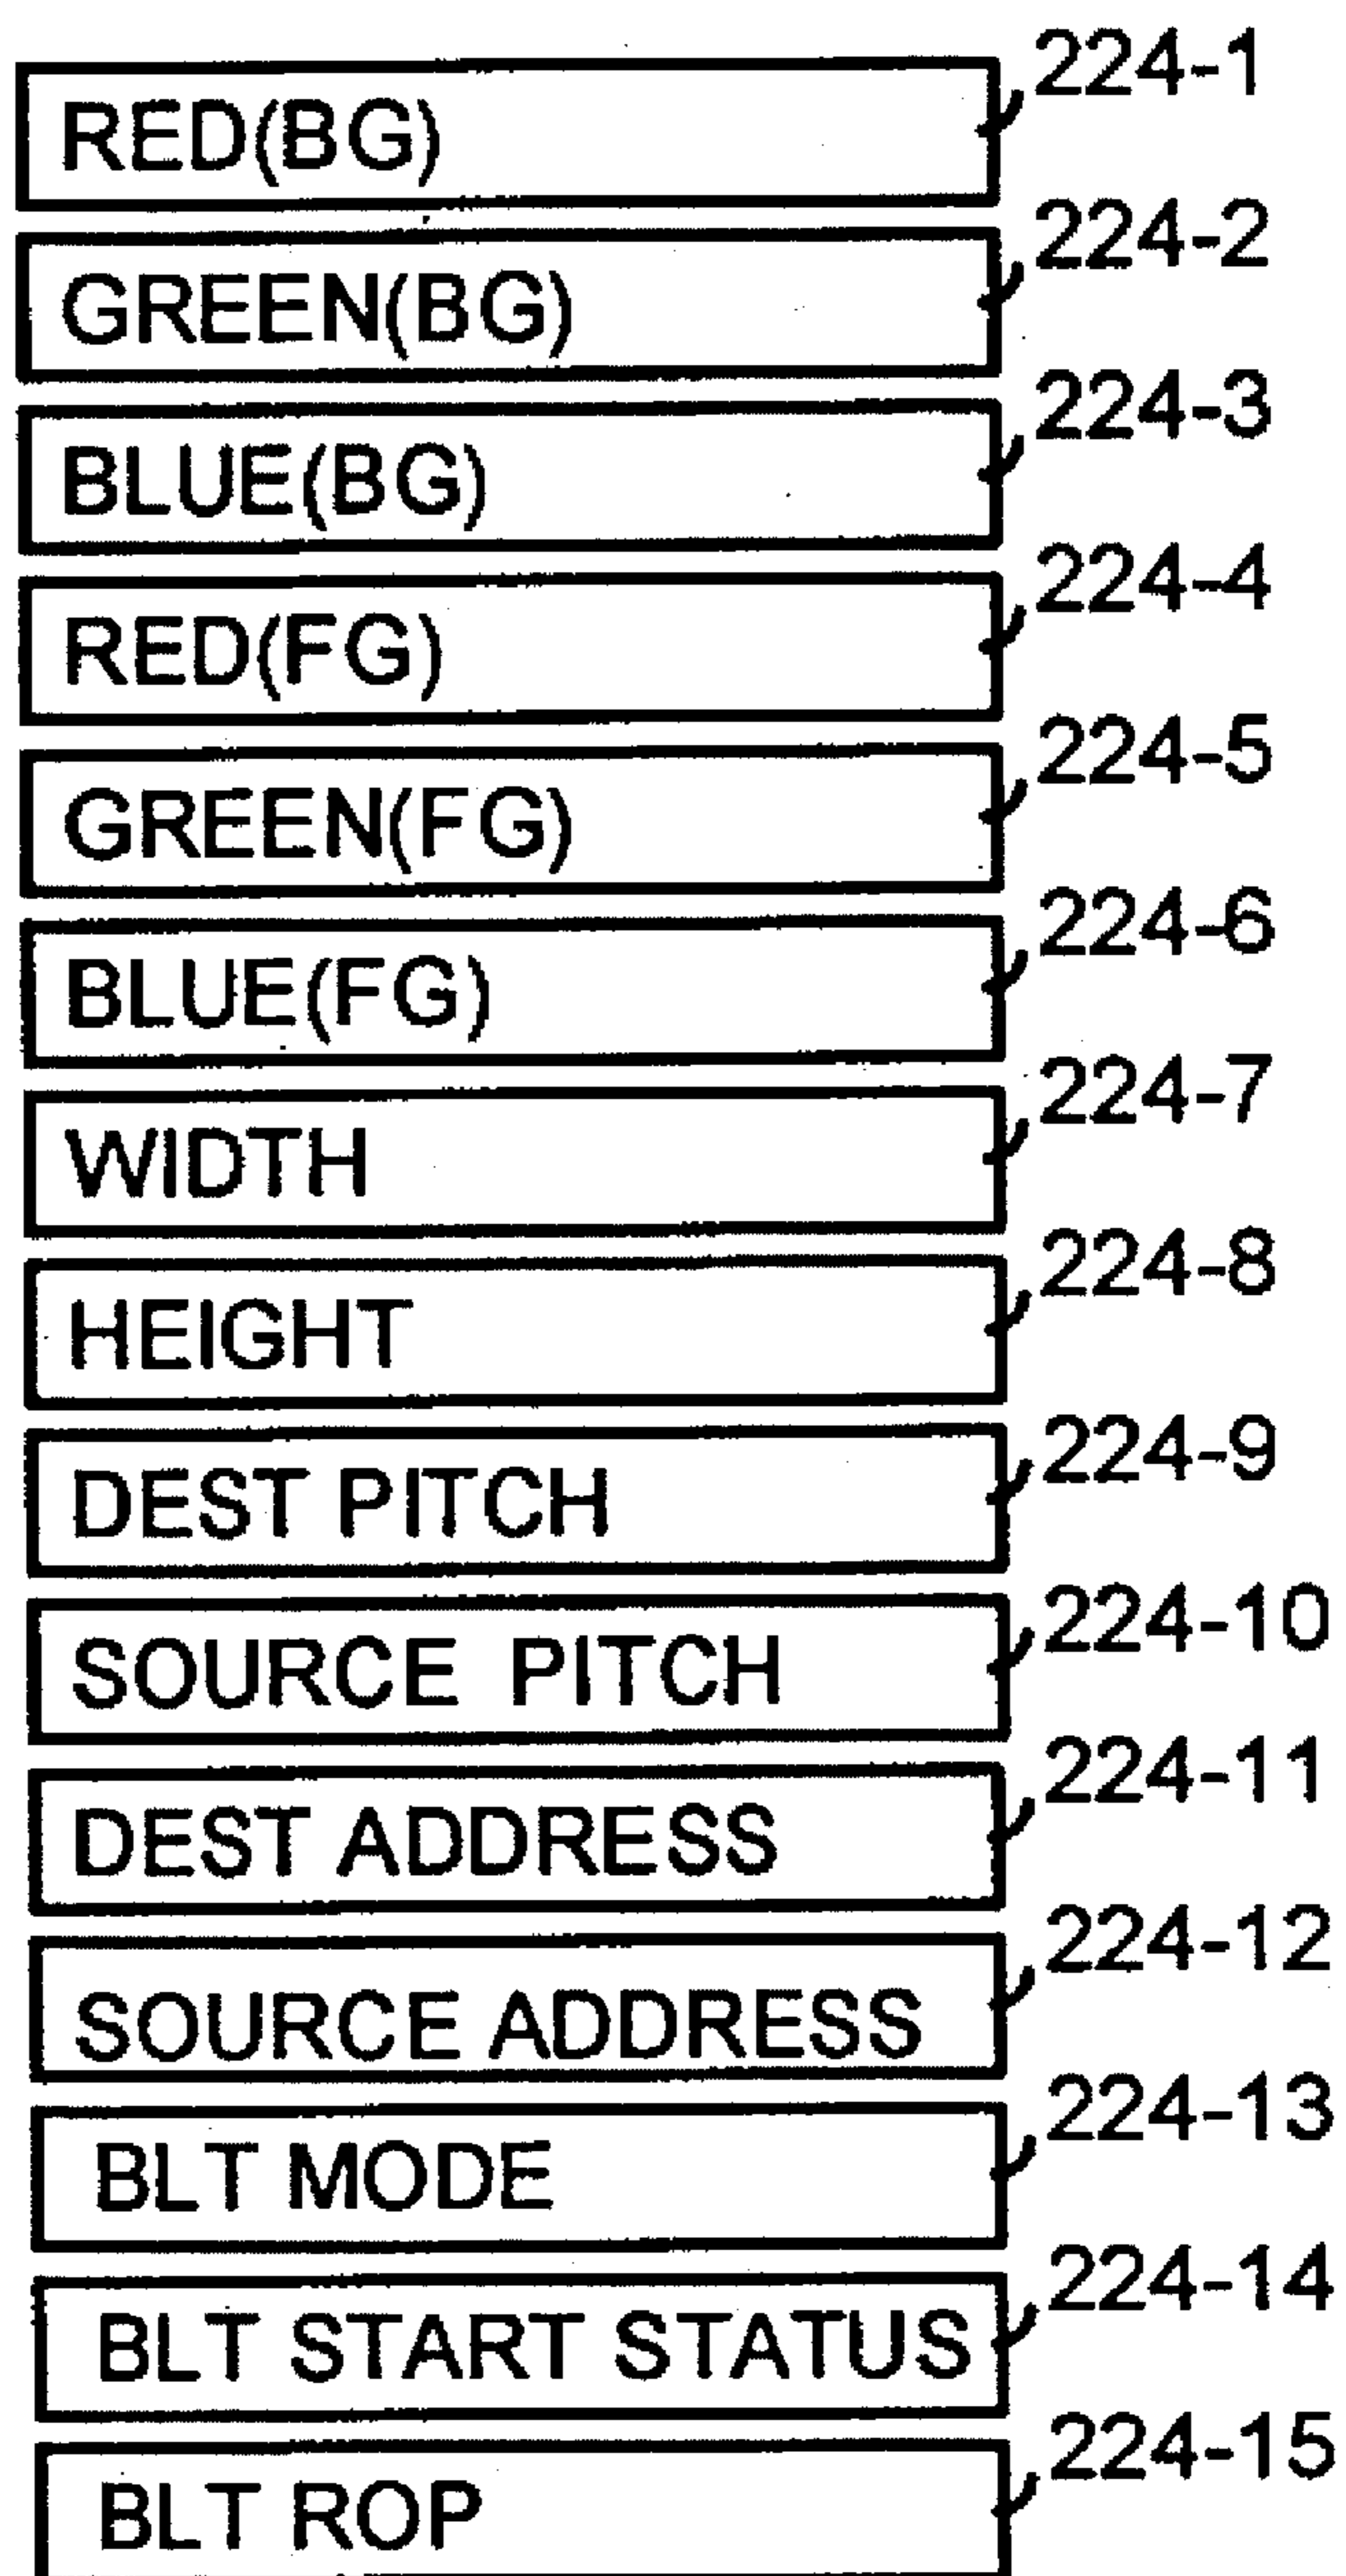 224-1
RED(BG)
224-2
GREEN(BG)
224-3
BLUE(BG)
224-4
RED(FG)
224-5
GREEN(FG)
224-6
BLUE(FG)
224-7
WIDTH
224-8
HEIGHT
224-9
DEST PITCH
224-10
SOURCE PITCH
224-11
DEST ADDRESS
224-12
SOURCE ADDRESS
224-13
BLT MODE
224-14
BLT START STATUS
224-15
BLT ROP